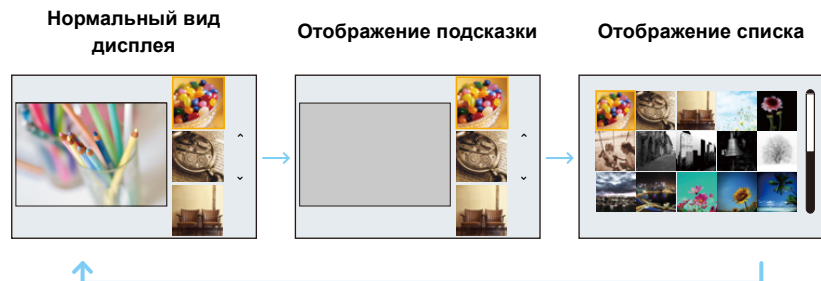 Нормальный вид
дисплея
Отображение подсказки
Отображение списка